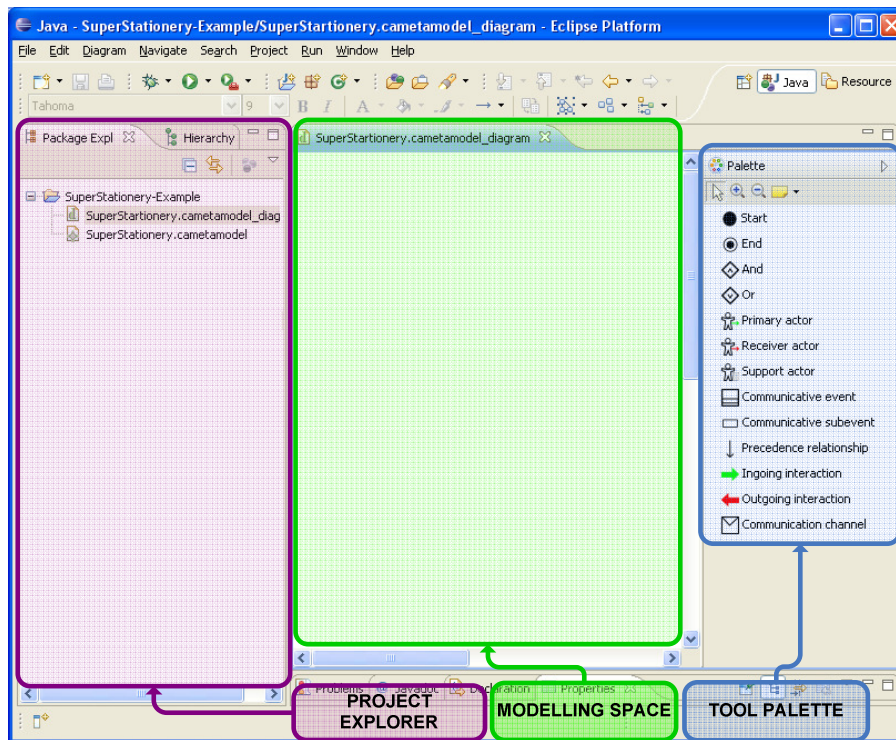 Java - SuperStationery-Example/SuperStartionery.cametamodel_diagram - Eclipse Platform
File Edit Diagram Navigate Search Project Run Window Help
Java Resource
Tahoma 9 B I A
Package Expl Hierarchy
SuperStartionery.cametamodel_diagram
SuperStationery-Example
SuperStartionery.cametamodel_diag
SuperStationery.cametamodel
Palette
Start
End
And
Or
Primary actor
Receiver actor
Support actor
Communicative event
Communicative subevent
Precedence relationship
Ingoing interaction
Outgoing interaction
Communication channel
Problems @ Javadoc Declaration Properties
PROJECT EXPLORER
MODELLING SPACE
TOOL PALETTE